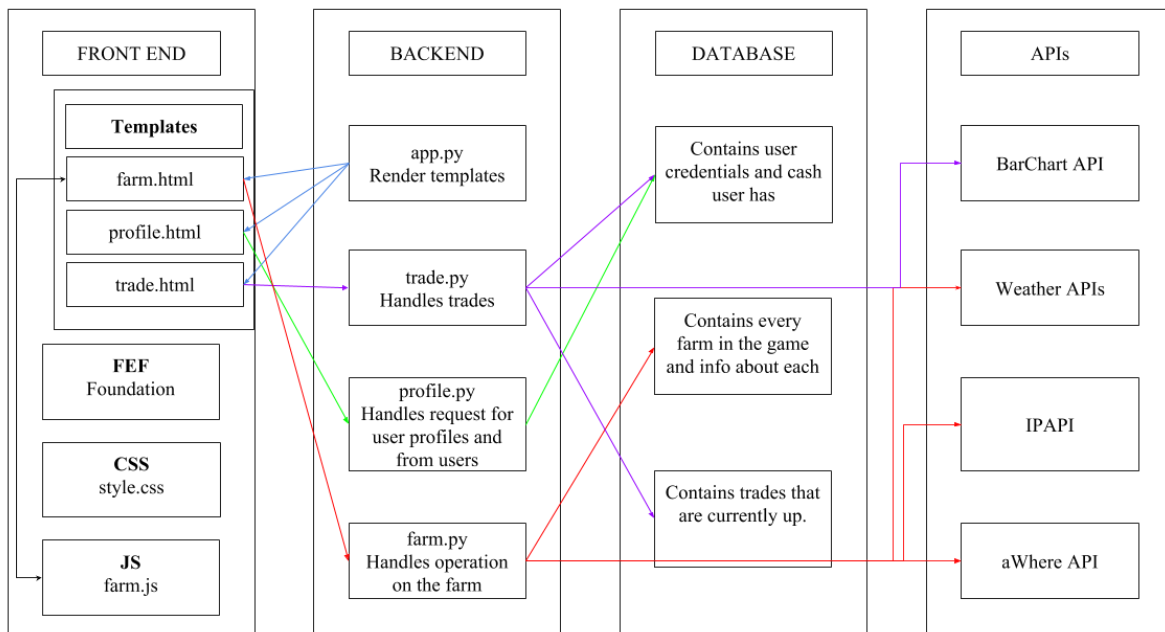 FRONT END
Templates
farm.html
profile.html
trade.html
FEF
Foundation
CSS
style.css
JS
farm.js
BACKEND
app.py
Render templates
trade.py
Handles trades
profile.py
Handles request for
user profiles and
from users
farm.py
Handles operation
on the farm
DATABASE
Contains user
credentials and cash
user has
Contains every
farm in the game
and info about each
Contains trades that
are currently up.
APIs
BarChart API
Weather APIs
IPAPI
aWhere API